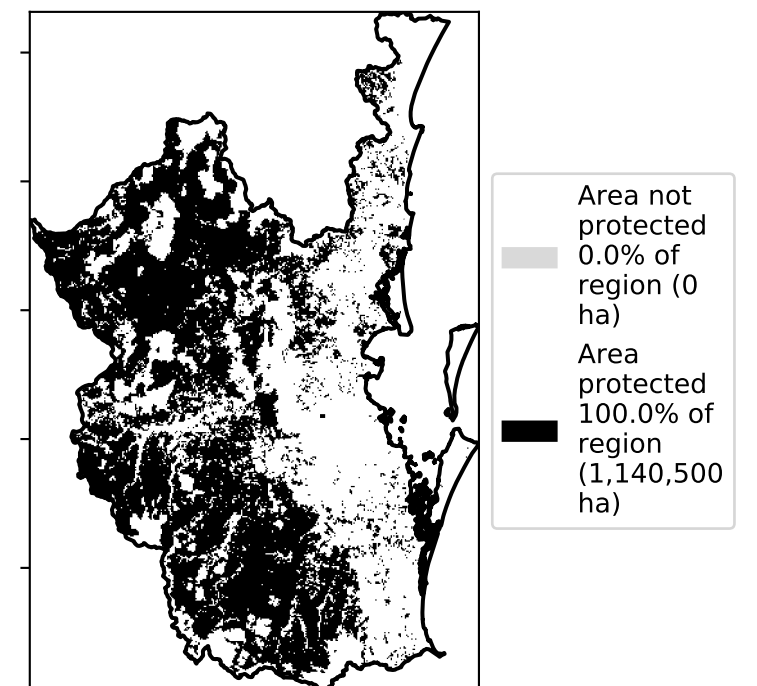 Area not
protected
0.0% of
region (0
ha)
Area
protected
100.0% of
region
(1,140,500
ha)